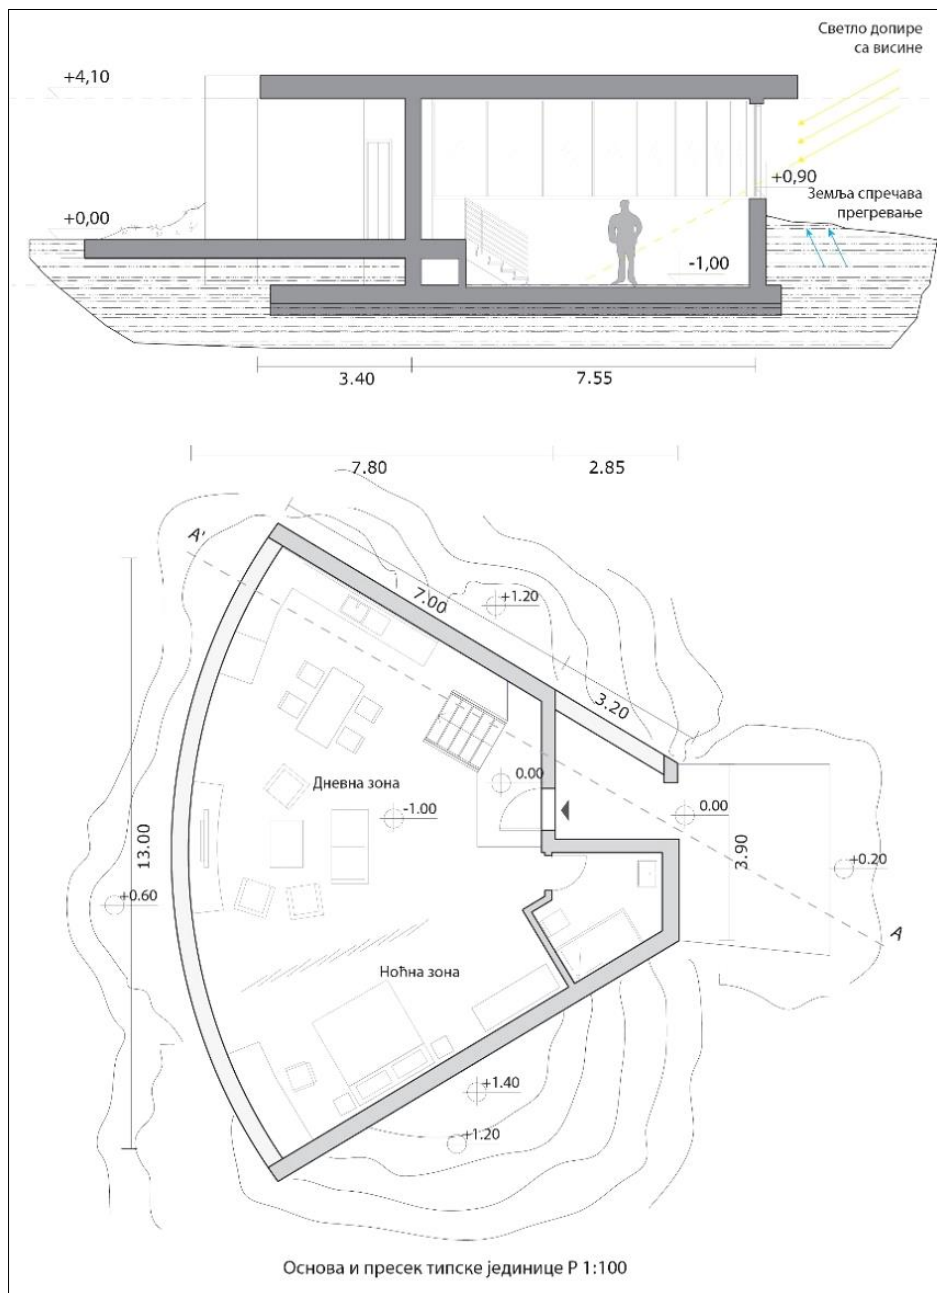 Светло допире
са висине
+4,10
+0,90
Земља спречава
прегревање
+0,00
-1,00
3.40
7.55
7.80
2.85
A'
7.00
+1.20
3.20
0.00
Дневна зона
-1.00
0.00
13.00
3.90
+0.20
+0.60
A
Ноћна зона
+1.40
+1.20
Основа и пресек типске јединице Р 1:100